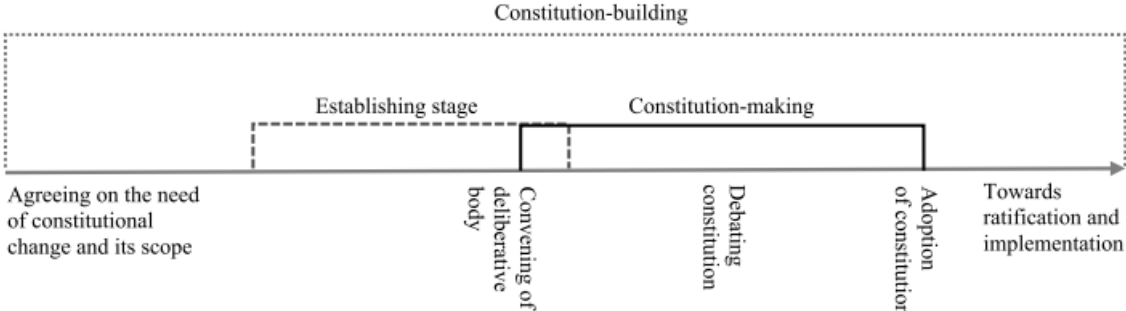 Constitution-building
Establishing stage
Constitution-making
Agreeing on the need
of constitutional
change and its scope
Convening of
deliberative
body
Debating
constitution
Adoption
of constitution
Towards
ratification and
implementation